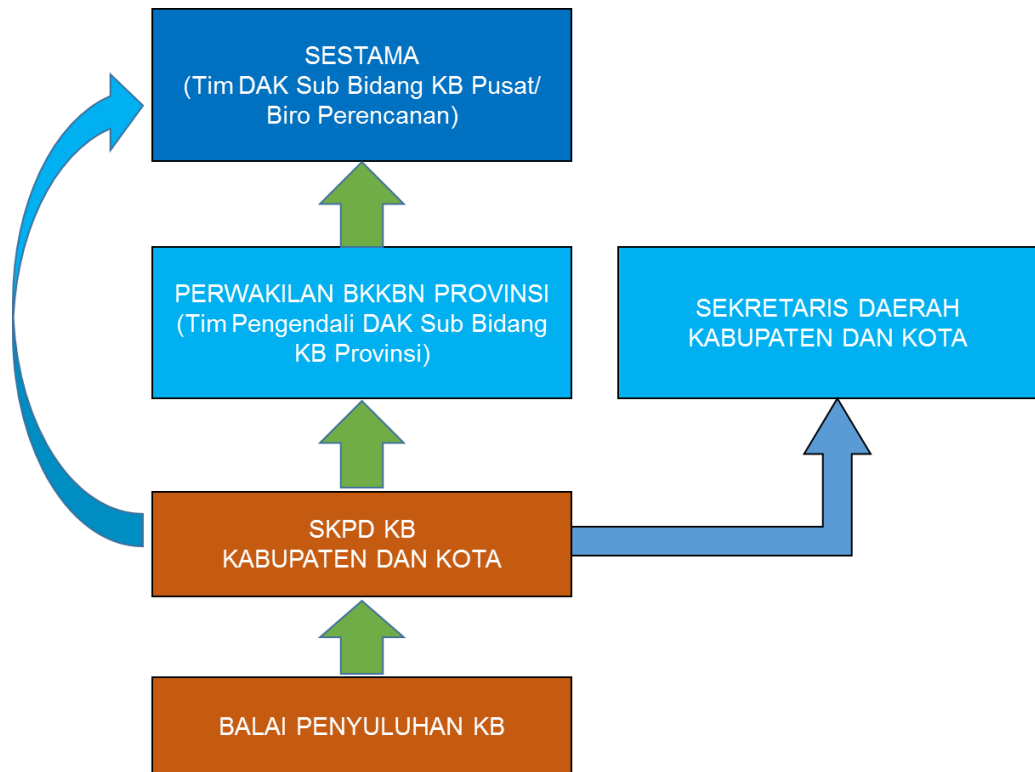 SESTAMA
(Tim DAK Sub Bidang KB Pusat/
Biro Perencanan)
PERWAKILAN BKKBN PROVINSI
(Tim Pengendali DAK Sub Bidang
KB Provinsi)
SEKRETARIS DAERAH
KABUPATEN DAN KOTA
SKPD KB
KABUPATEN DAN KOTA
BALAI PENYULUHAN KB